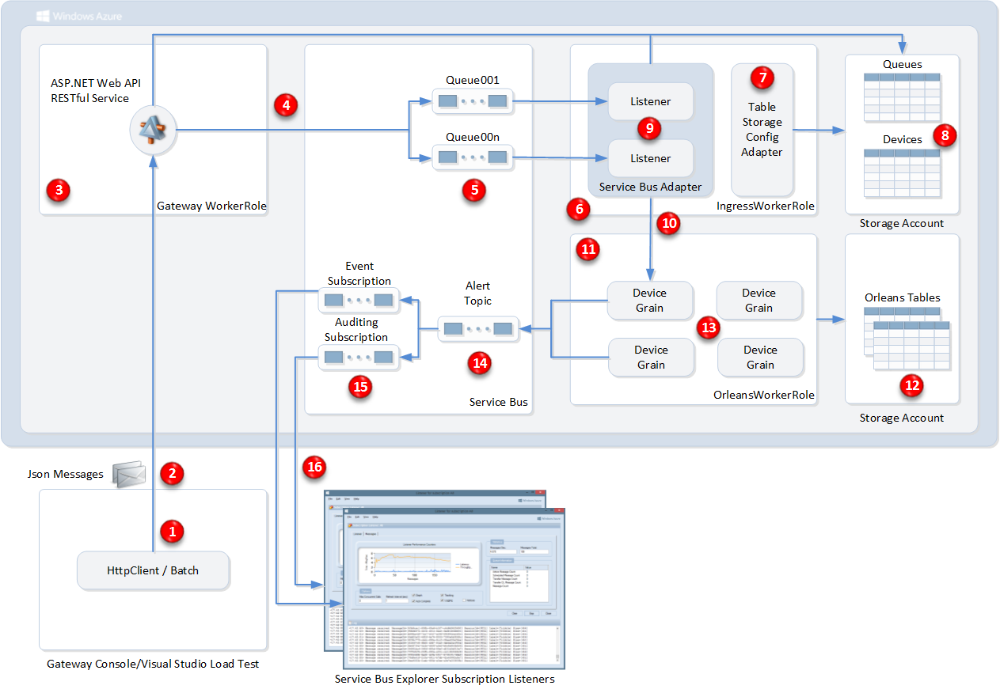 Windows Azure
ASP.NET Web API
RESTful Service
3
Gateway WorkerRole
4
Queue001
Queue00n
5
Listener
9
Listener
Service Bus Adapter
6
7
Table
Storage
Config
Adapter
IngressWorkerRole
Queues
Devices
8
Storage Account
10
11
Device
Grain
Device
Grain
13
Device
Grain
Device
Grain
OrleansWorkerRole
Orleans Tables
12
Storage Account
Event
Subscription
Auditing
Subscription
15
Alert
Topic
14
Service Bus
16
Json Messages
2
1
HttpClient / Batch
Gateway Console/Visual Studio Load Test
Windows Azure
Service Bus Explorer Subscription Listeners